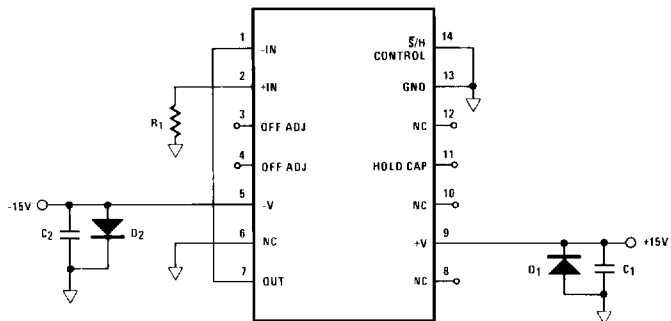 1 -IN
2 +IN
3 OFF ADJ
4 OFF ADJ
5 -V
6 NC
7 OUT
14 S̅/H
CONTROL
13 GND
12 NC
11 HOLD CAP
10 NC
9 +V
8 NC
R1
-15V
C2
D2
D1
C1
+15V